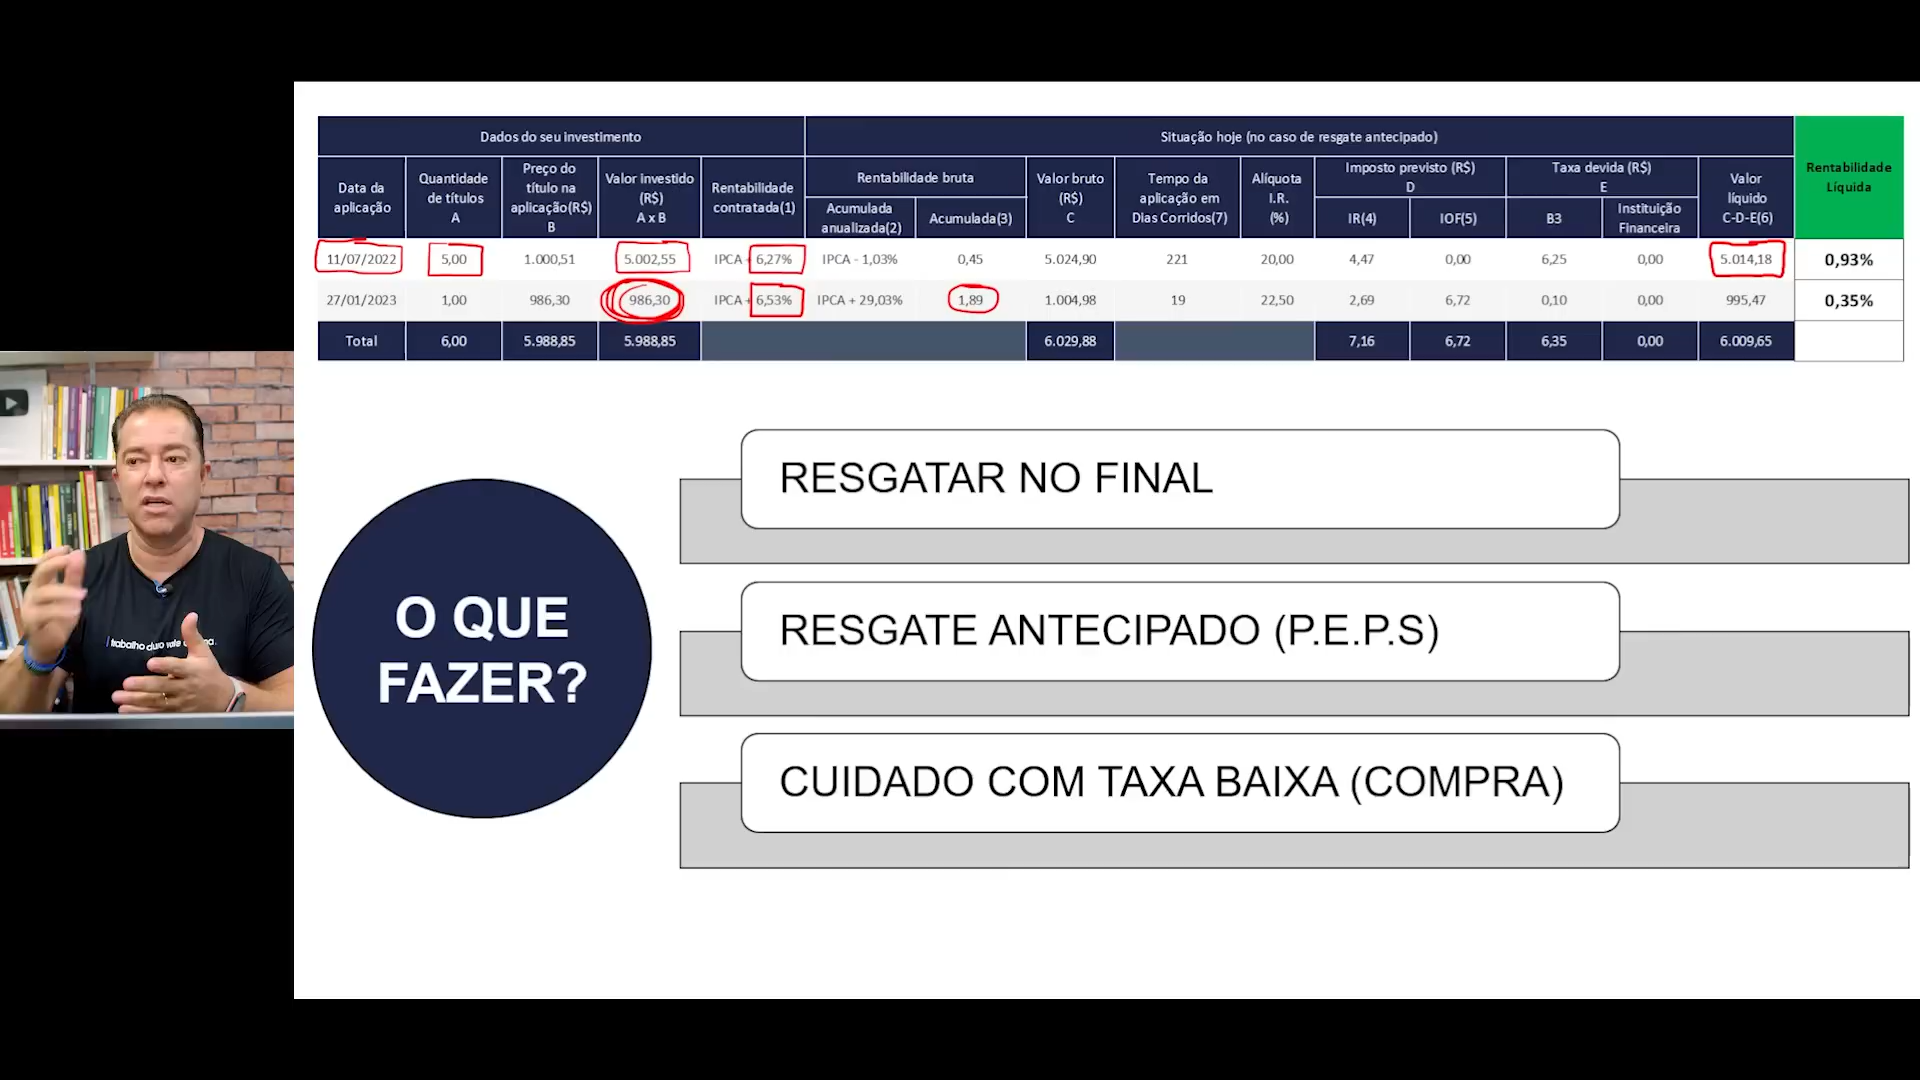 Dados do seu investimento
Situação hoje (no caso de resgate antecipado)
Rentabilidade
Líquida
Data da
aplicação
Quantidade
de títulos
A
Preço do
título na
aplicação(R$)
B
Valor investido
(R$)
A x B
Rentabilidade
contratada(1)
Rentabilidade bruta
Acumulada
anualizada(2)
Acumulada(3)
Valor bruto
(R$)
C
Tempo da
aplicação em
Dias Corridos(7)
Alíquota
I.R.
(%)
Imposto previsto (R$)
D
IR(4)
IOF(5)
Taxa devida (R$)
E
B3
Instituição
Financeira
Valor
líquido
C-D-E(6)
11/07/2022 5,00 1.000,51 5.002,55 IPCA + 6,27% IPCA - 1,03% 0,45 5.024,90 221 20,00 4,47 0,00 6,25 0,00 5.014,18 0,93%
27/01/2023 1,00 986,30 986,30 IPCA + 6,53% IPCA + 29,03% 1,89 1.004,98 19 22,50 2,69 6,72 0,10 0,00 995,47 0,35%
Total 6,00 5.988,85 5.988,85 6.029,88 7,16 6,72 6,35 0,00 6.009,65
O QUE
FAZER?
RESGATAR NO FINAL
RESGATE ANTECIPADO (P.E.P.S)
CUIDADO COM TAXA BAIXA (COMPRA)
trabalho duro vale